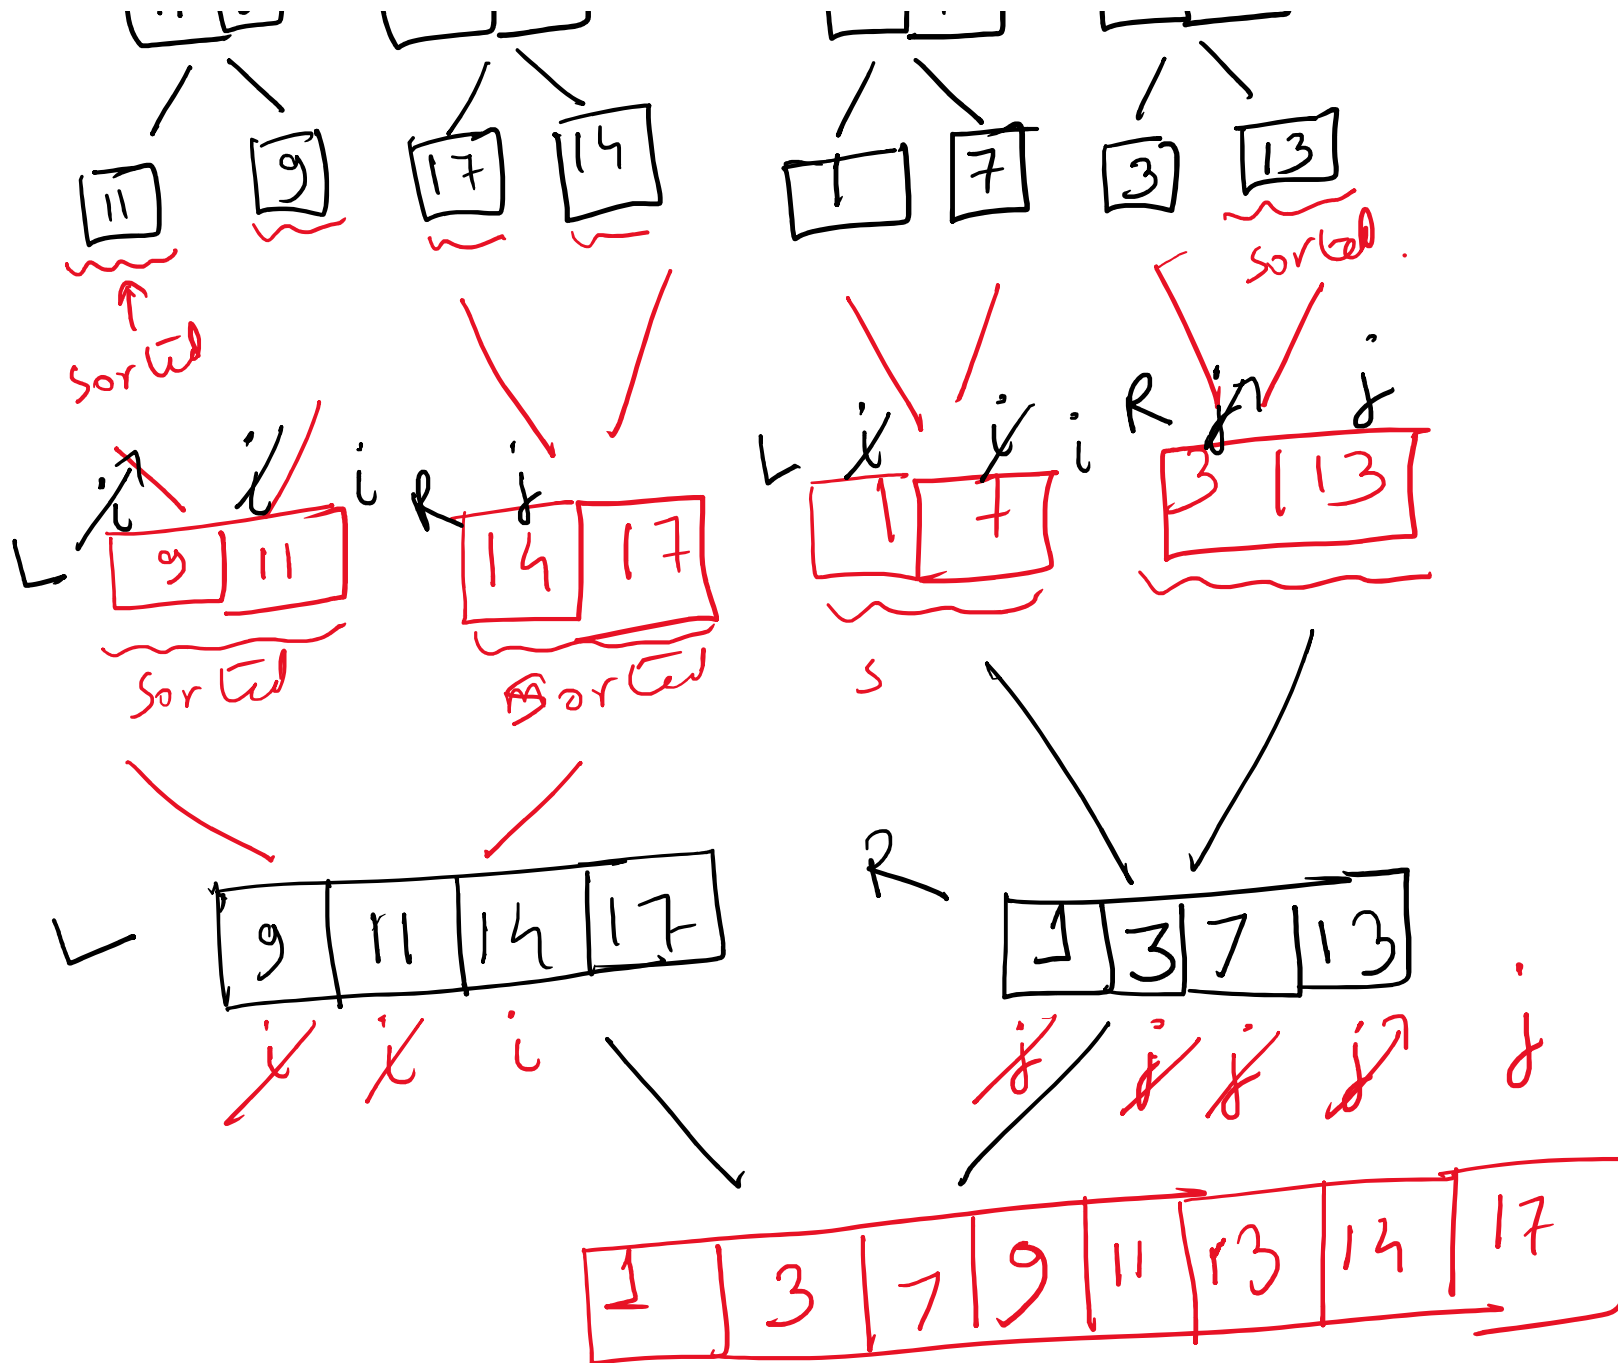 11 9 17 14 1 7 3 13
sorted sorted .
i i i j L i i i R j j
L 9 11 R 14 17 1 7 3 13
sorted sorted s
R
L 9 11 14 17 1 3 7 13
i i i j j j j j
1 3 7 9 11 13 14 17